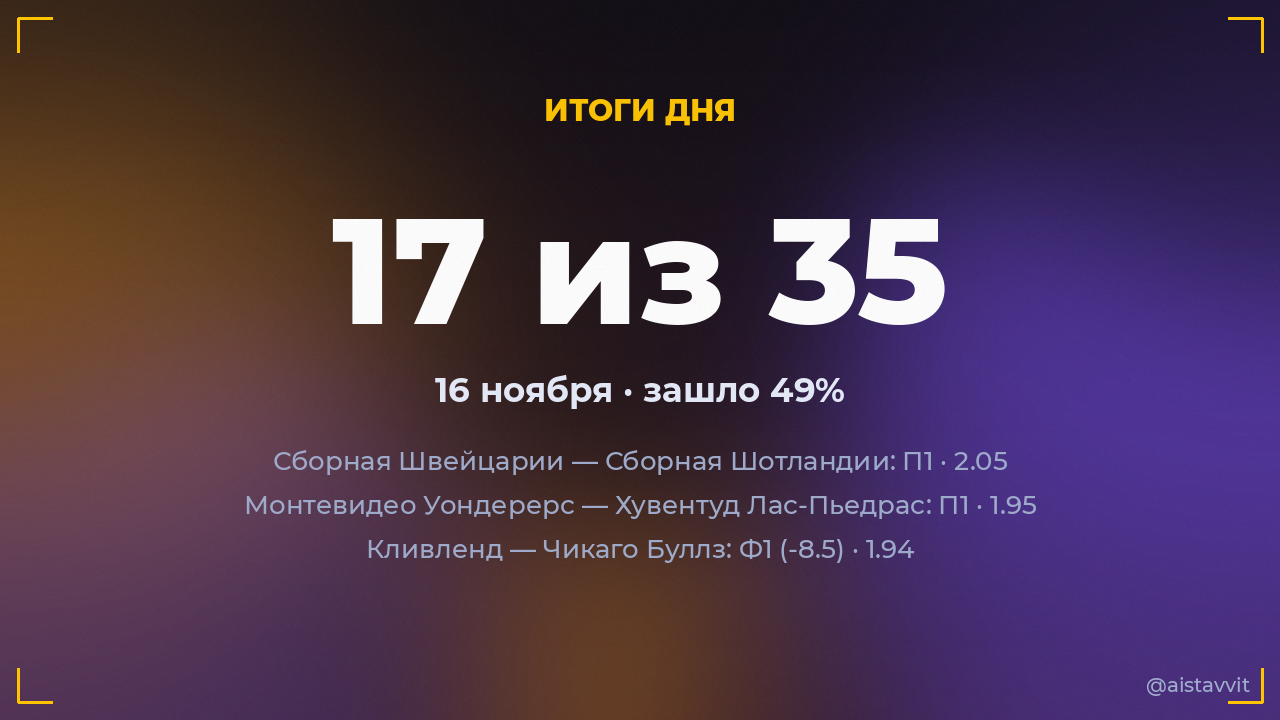 ИТОГИ ДНЯ
17 из 35
16 ноября · зашло 49%
Сборная Швейцарии — Сборная Шотландии: П1 · 2.05
Монтевидео Уондерерс — Хувентуд Лас-Пьедрас: П1 · 1.95
Кливленд — Чикаго Буллз: Ф1 (-8.5) · 1.94
@aistavvit